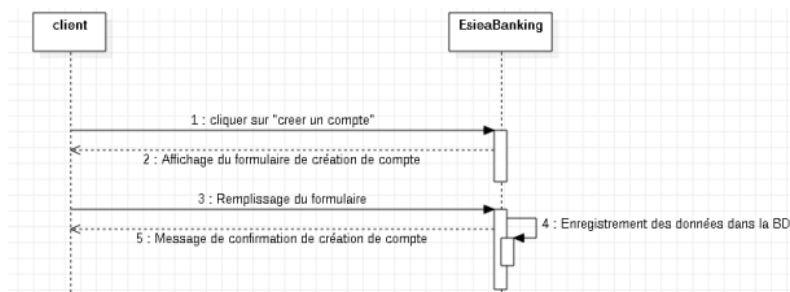 client
EsieaBanking
1 : cliquer sur "creer un compte"
2 : Affichage du formulaire de création de compte
3 : Remplissage du formulaire
4 : Enregistrement des données dans la BD
5 : Message de confirmation de création de compte